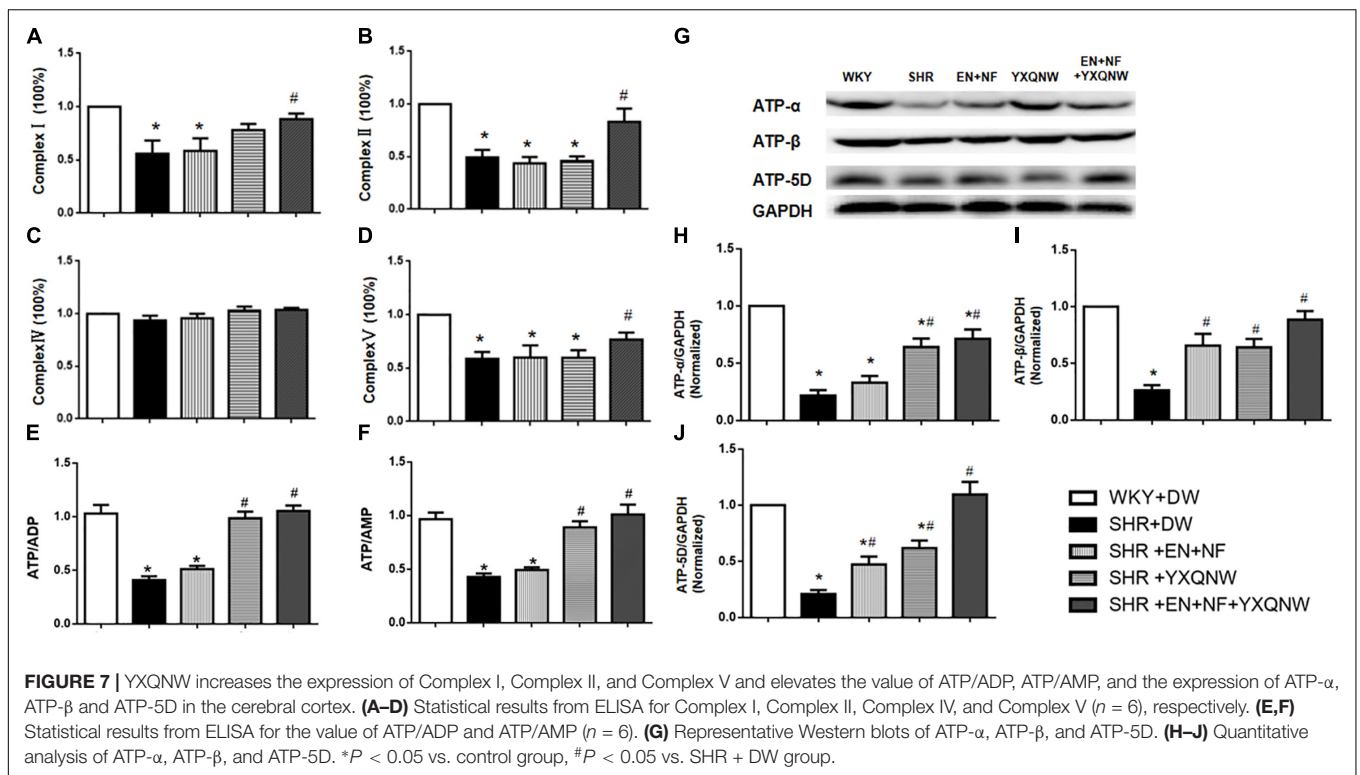 A
1.5
1.0
0.5
0.0
Complex I (100%)
*
*
#
B
1.5
1.0
0.5
0.0
Complex II (100%)
*
*
*
#
G
WKY
SHR
EN+NF
YXQNW
EN+NF
+YXQNW
ATP-α
ATP-β
ATP-5D
GAPDH
C
1.5
1.0
0.5
0.0
Complex IV (100%)
D
1.5
1.0
0.5
0.0
Complex V (100%)
*
*
*
#
H
1.5
1.0
0.5
0.0
ATP-α/GAPDH
(Normalized)
*
*
*#
*#
I
1.5
1.0
0.5
0.0
ATP-β/GAPDH
(Normalized)
*
#
#
#
E
1.5
1.0
0.5
0.0
ATP/ADP
*
*
#
#
F
1.5
1.0
0.5
0.0
ATP/AMP
*
*
#
#
J
1.5
1.0
0.5
0.0
ATP-5D/GAPDH
(Normalized)
*
*#
*#
#
WKY+DW
SHR+DW
SHR +EN+NF
SHR +YXQNW
SHR +EN+NF+YXQNW
FIGURE 7 | YXQNW increases the expression of Complex I, Complex II, and Complex V and elevates the value of ATP/ADP, ATP/AMP, and the expression of ATP-α,
ATP-β and ATP-5D in the cerebral cortex. (A–D) Statistical results from ELISA for Complex I, Complex II, Complex IV, and Complex V (n = 6), respectively. (E,F)
Statistical results from ELISA for the value of ATP/ADP and ATP/AMP (n = 6). (G) Representative Western blots of ATP-α, ATP-β, and ATP-5D. (H–J) Quantitative
analysis of ATP-α, ATP-β, and ATP-5D. *P < 0.05 vs. control group, #P < 0.05 vs. SHR + DW group.